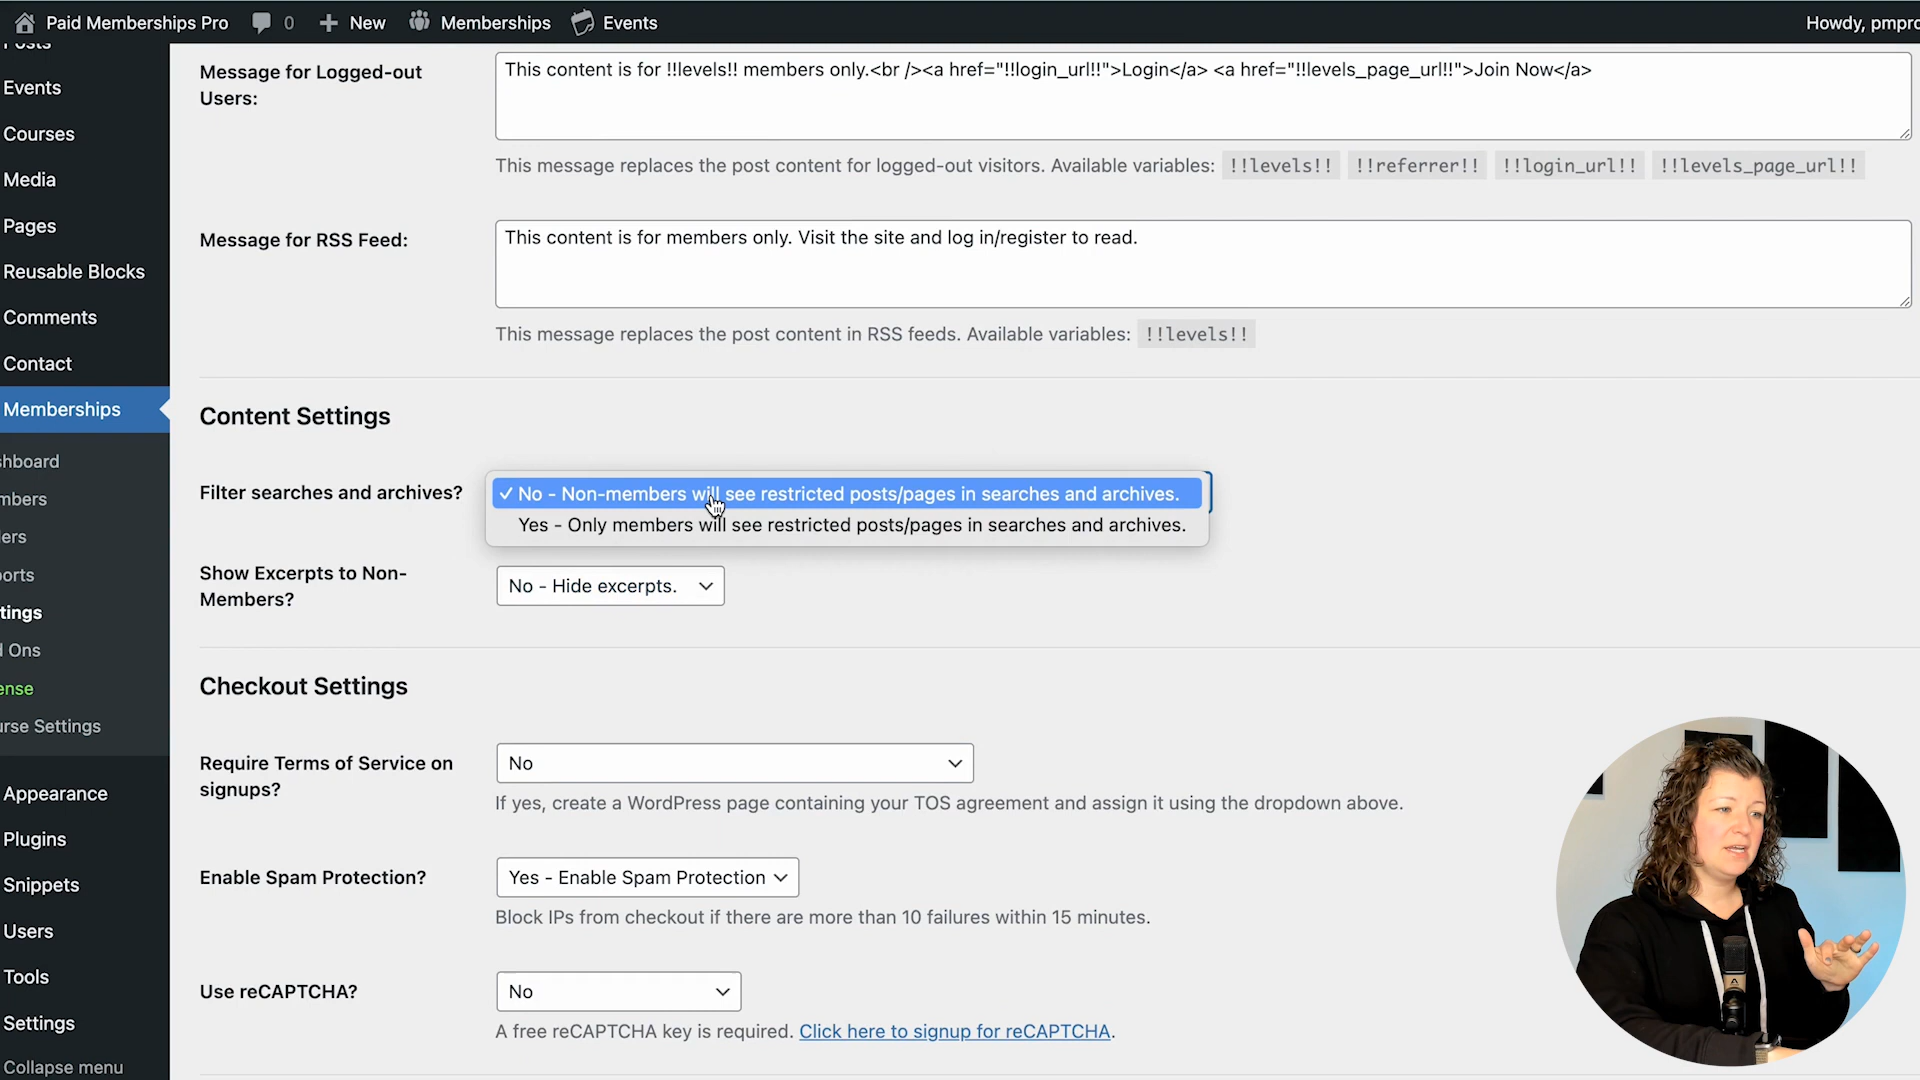 Paid Memberships Pro 0 New Memberships Events Howdy, pmpro
Posts
Events
Courses
Media
Pages
Reusable Blocks
Comments
Contact
Memberships
shboard
mbers
ders
ports
tings
d Ons
ense
urse Settings
Appearance
Plugins
Snippets
Users
Tools
Settings
Collapse menu
Message for Logged-out
Users:
This content is for !!levels!! members only.<br /><a href="!!login_url!!">Login</a> <a href="!!levels_page_url!!">Join Now</a>
This message replaces the post content for logged-out visitors. Available variables: !!levels!! !!referrer!! !!login_url!! !!levels_page_url!!
Message for RSS Feed:
This content is for members only. Visit the site and log in/register to read.
This message replaces the post content in RSS feeds. Available variables: !!levels!!
Content Settings
Filter searches and archives?
✓ No - Non-members will see restricted posts/pages in searches and archives.
Yes - Only members will see restricted posts/pages in searches and archives.
Show Excerpts to Non-
Members?
No - Hide excerpts.
Checkout Settings
Require Terms of Service on
signups?
No
If yes, create a WordPress page containing your TOS agreement and assign it using the dropdown above.
Enable Spam Protection?
Yes - Enable Spam Protection
Block IPs from checkout if there are more than 10 failures within 15 minutes.
Use reCAPTCHA?
No
A free reCAPTCHA key is required. Click here to signup for reCAPTCHA.